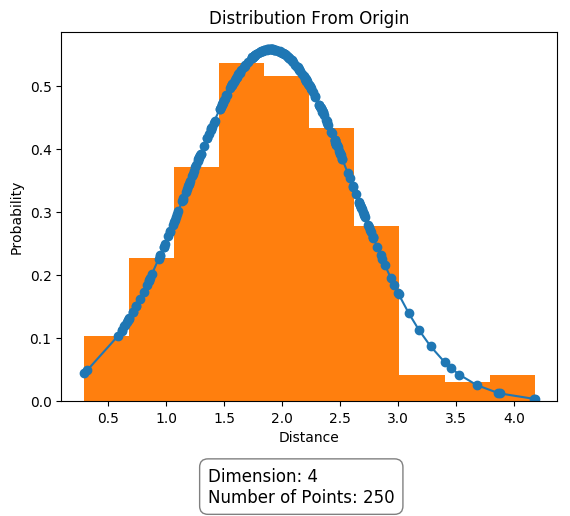 Distribution From Origin
Probability
0.5
0.4
0.3
0.2
0.1
0.0
0.5 1.0 1.5 2.0 2.5 3.0 3.5 4.0
Distance
Dimension: 4
Number of Points: 250